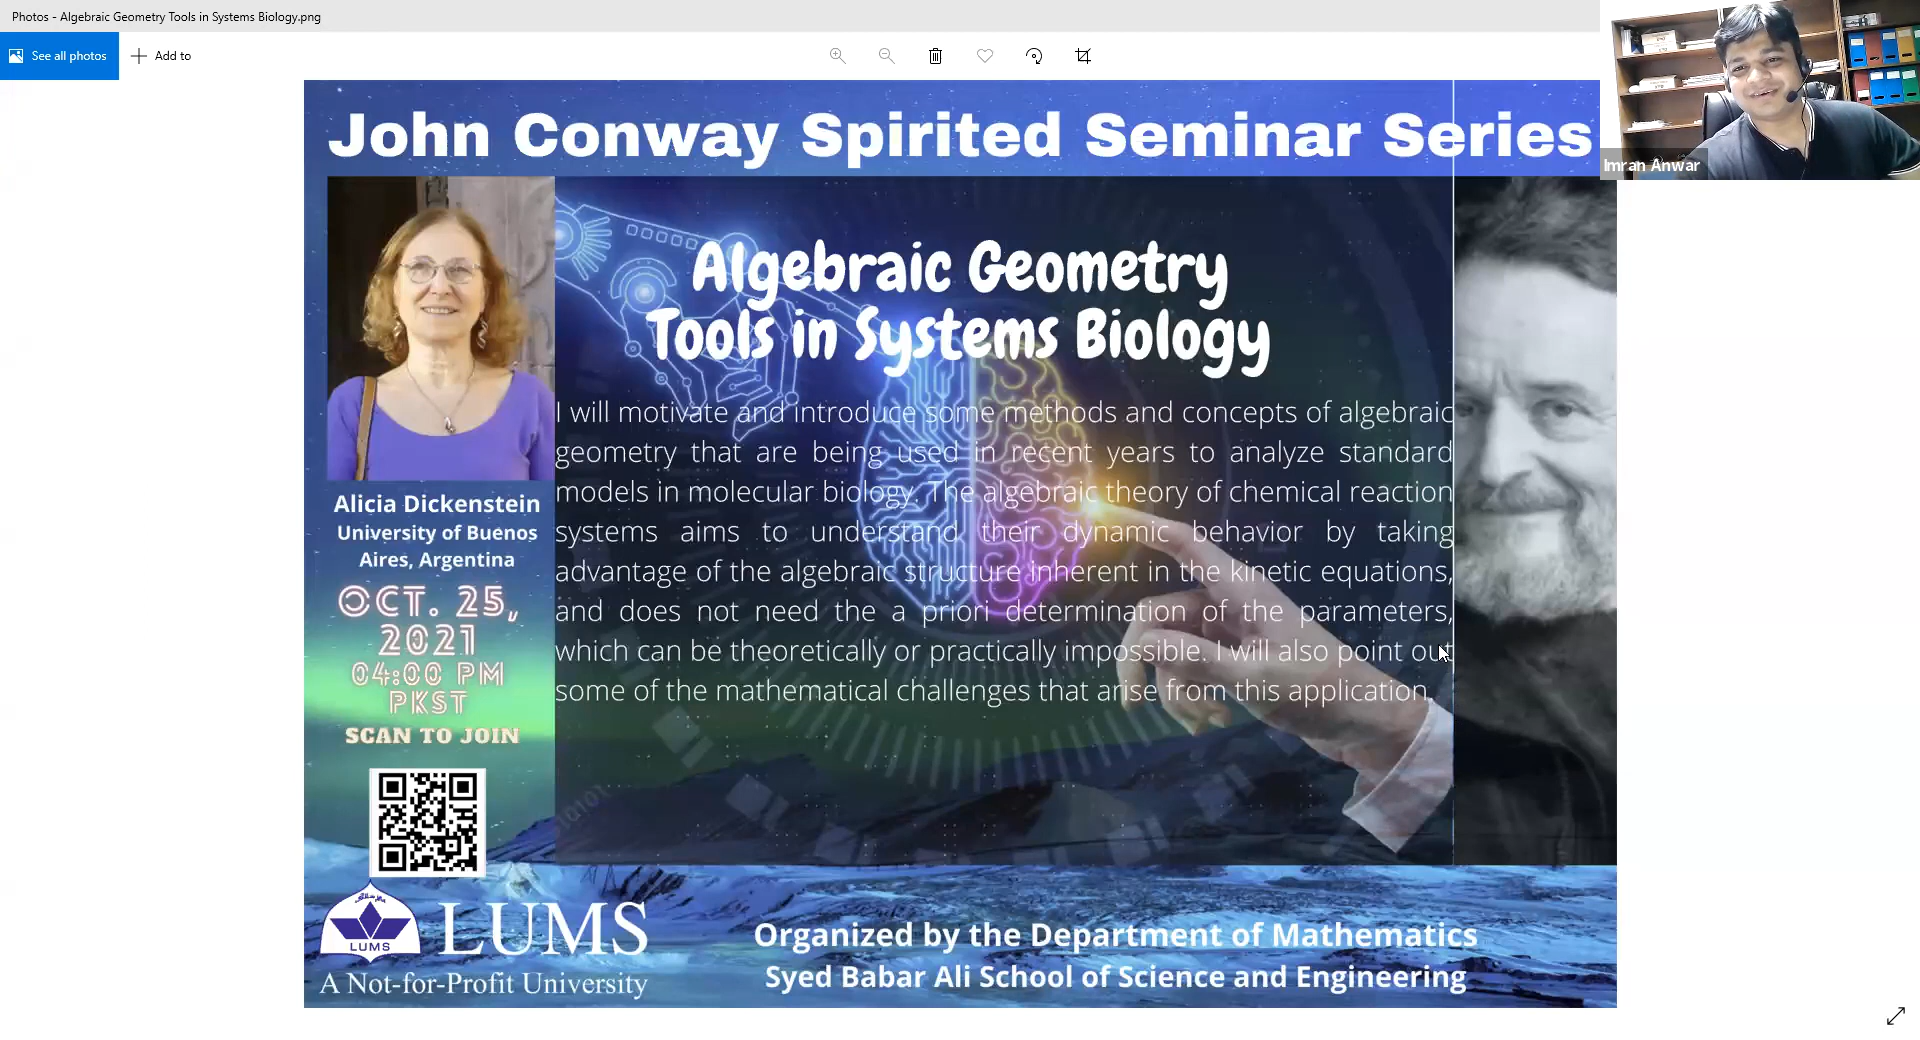 Photos - Algebraic Geometry Tools in Systems Biology.png
See all photos
Add to
Imran Anwar
John Conway Spirited Seminar Series
Algebraic Geometry
Tools in Systems Biology
I will motivate and introduce some methods and concepts of algebraic
geometry that are being used in recent years to analyze standard
models in molecular biology. The algebraic theory of chemical reaction
systems aims to understand their dynamic behavior by taking
advantage of the algebraic structure inherent in the kinetic equations,
and does not need the a priori determination of the parameters,
which can be theoretically or practically impossible. I will also point out
some of the mathematical challenges that arise from this application.
Alicia Dickenstein
University of Buenos
Aires, Argentina
OCT. 25,
2021
04:00 PM
PKST
SCAN TO JOIN
LUMS
LUMS
A Not-for-Profit University
Organized by the Department of Mathematics
Syed Babar Ali School of Science and Engineering